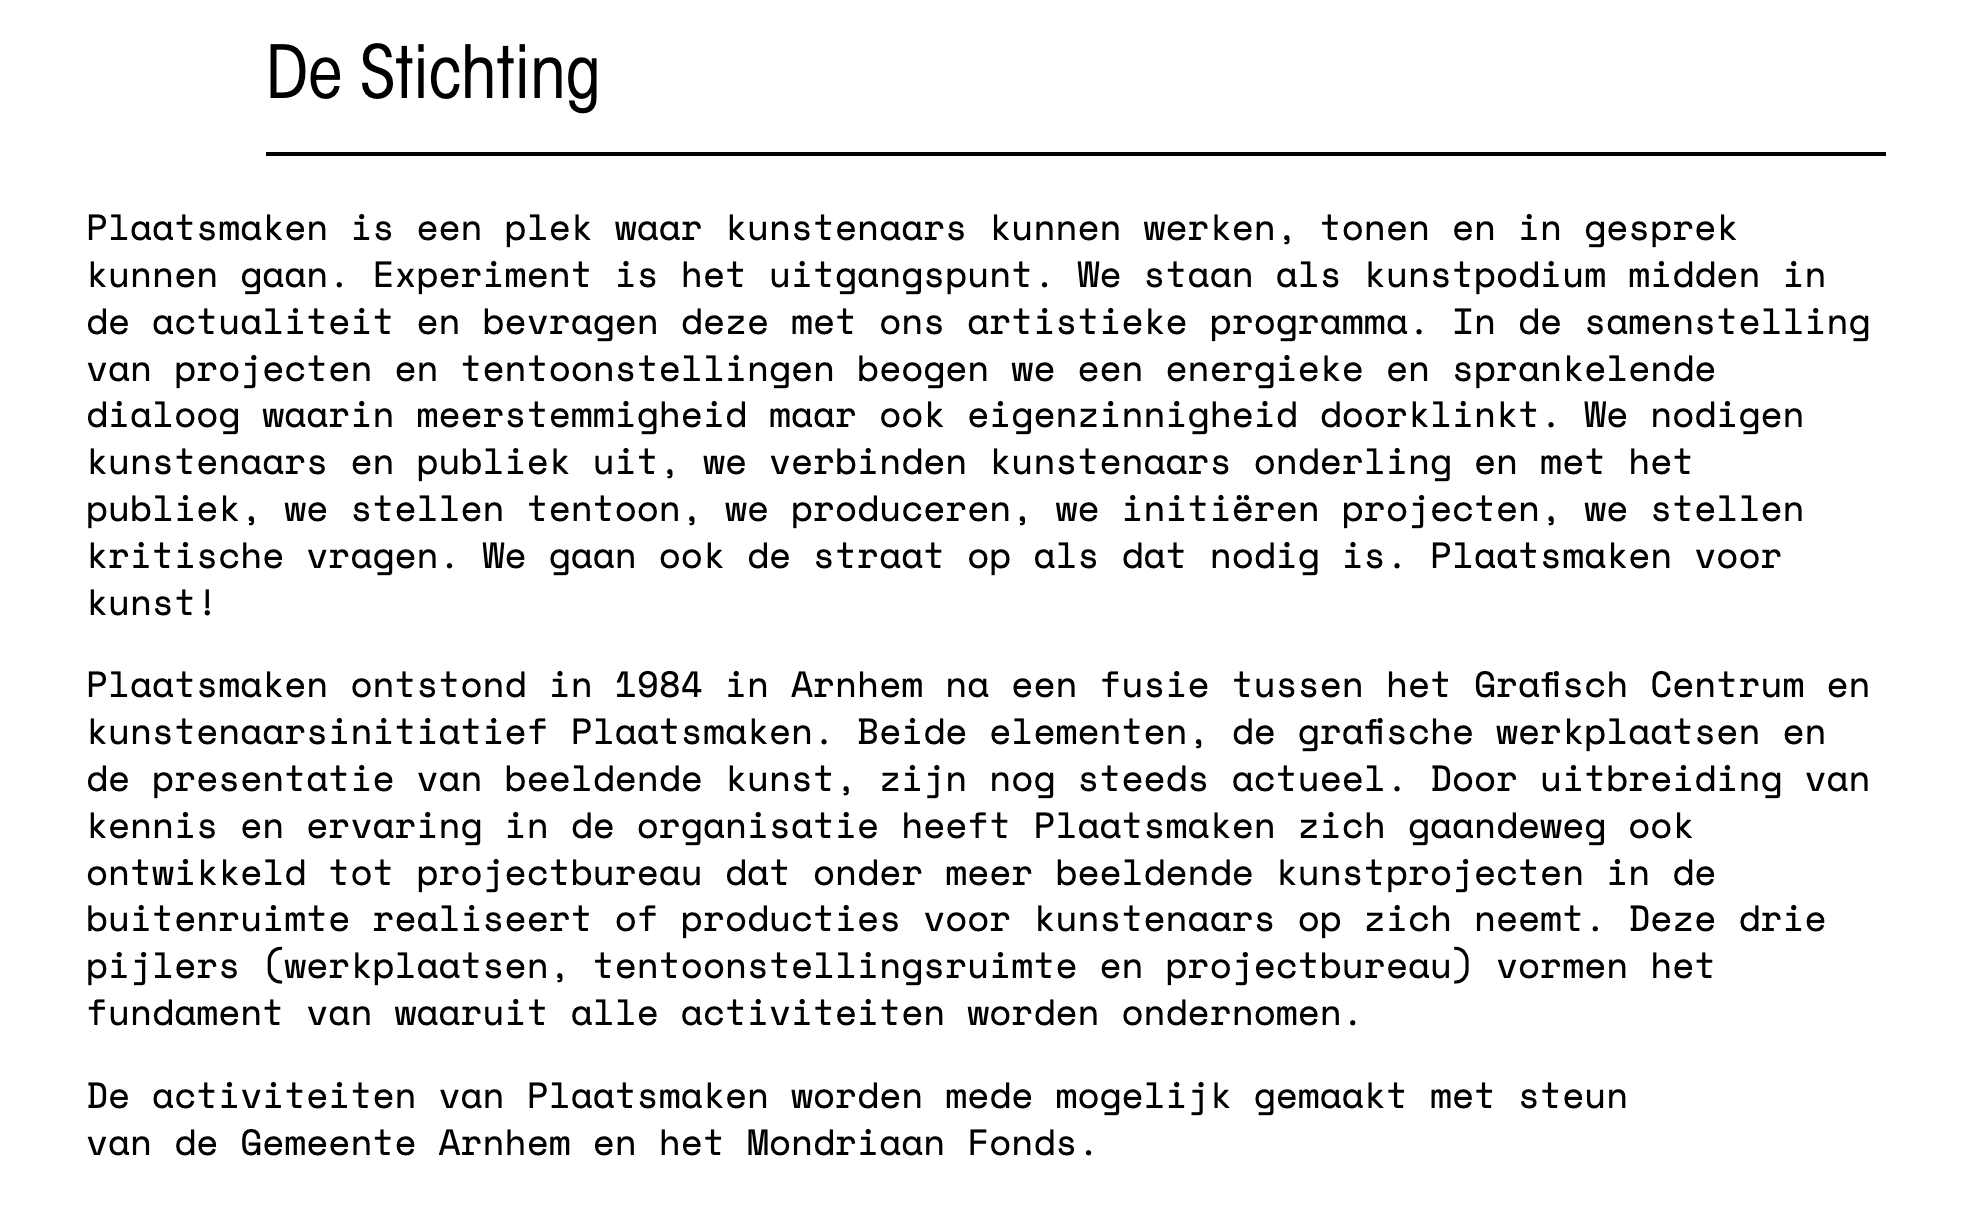 De Stichting
Plaatsmaken is een plek waar kunstenaars kunnen werken, tonen en in gesprek
kunnen gaan. Experiment is het uitgangspunt. We staan als kunstpodium midden in
de actualiteit en bevragen deze met ons artistieke programma. In de samenstelling
van projecten en tentoonstellingen beogen we een energieke en sprankelende
dialoog waarin meerstemmigheid maar ook eigenzinnigheid doorklinkt. We nodigen
kunstenaars en publiek uit, we verbinden kunstenaars onderling en met het
publiek, we stellen tentoon, we produceren, we initiëren projecten, we stellen
kritische vragen. We gaan ook de straat op als dat nodig is. Plaatsmaken voor
kunst!
Plaatsmaken ontstond in 1984 in Arnhem na een fusie tussen het Grafisch Centrum en
kunstenaarsinitiatief Plaatsmaken. Beide elementen, de grafische werkplaatsen en
de presentatie van beeldende kunst, zijn nog steeds actueel. Door uitbreiding van
kennis en ervaring in de organisatie heeft Plaatsmaken zich gaandeweg ook
ontwikkeld tot projectbureau dat onder meer beeldende kunstprojecten in de
buitenruimte realiseert of producties voor kunstenaars op zich neemt. Deze drie
pijlers (werkplaatsen, tentoonstellingsruimte en projectbureau) vormen het
fundament van waaruit alle activiteiten worden ondernomen.
De activiteiten van Plaatsmaken worden mede mogelijk gemaakt met steun
van de Gemeente Arnhem en het Mondriaan Fonds.